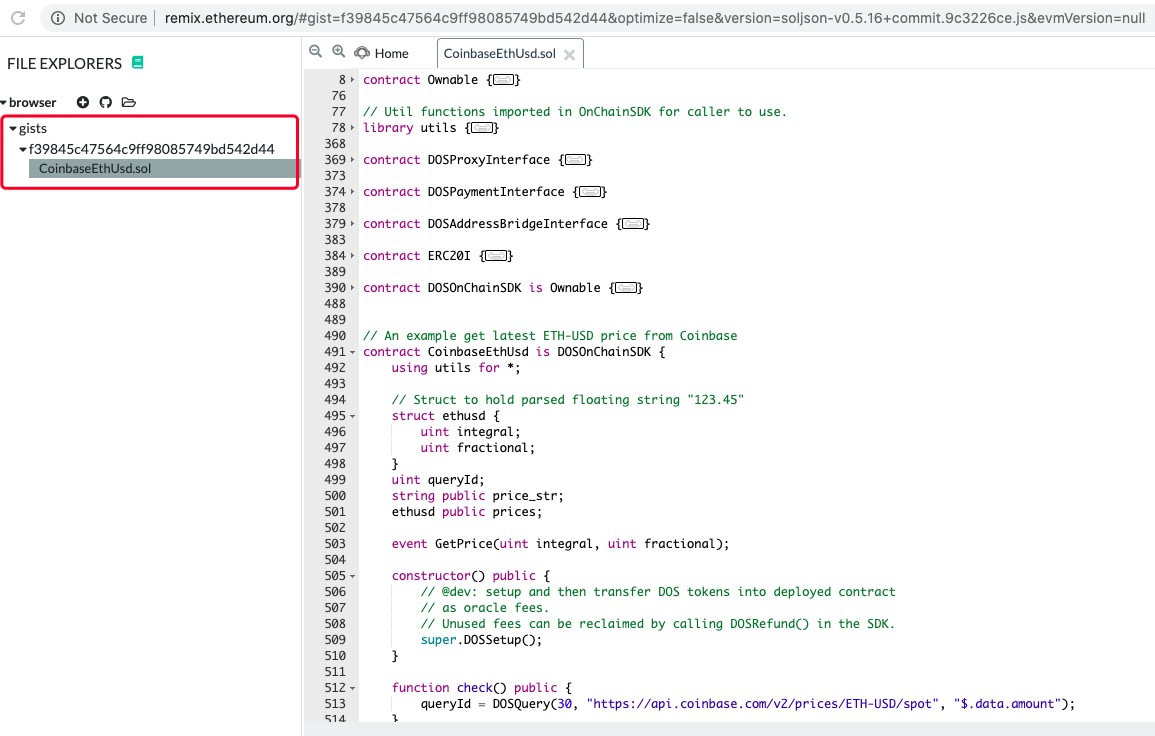 Not Secure | remix.ethereum.org/#gist=f39845c47564c9ff98085749bd542d44&optimize=false&version=soljson-v0.5.16+commit.9c3226ce.js&evmVersion=null
FILE EXPLORERS
browser
gists
f39845c47564c9ff98085749bd542d44
CoinbaseEthUsd.sol
Home
CoinbaseEthUsd.sol
8 contract Ownable {}
76
77 // Util functions imported in OnChainSDK for caller to use.
78 library utils {}
368
369 contract DOSProxyInterface {}
373
374 contract DOSPaymentInterface {}
378
379 contract DOSAddressBridgeInterface {}
383
384 contract ERC20I {}
389
390 contract DOSOnChainSDK is Ownable {}
488
489
490 // An example get latest ETH-USD price from Coinbase
491 contract CoinbaseEthUsd is DOSOnChainSDK {
492 using utils for *;
493
494 // Struct to hold parsed floating string "123.45"
495 struct ethusd {
496 uint integral;
497 uint fractional;
498 }
499 uint queryId;
500 string public price_str;
501 ethusd public prices;
502
503 event GetPrice(uint integral, uint fractional);
504
505 constructor() public {
506 // @dev: setup and then transfer DOS tokens into deployed contract
507 // as oracle fees.
508 // Unused fees can be reclaimed by calling DOSRefund() in the SDK.
509 super.DOSSetup();
510 }
511
512 function check() public {
513 queryId = DOSQuery(30, "https://api.coinbase.com/v2/prices/ETH-USD/spot", "$.data.amount");
514 }